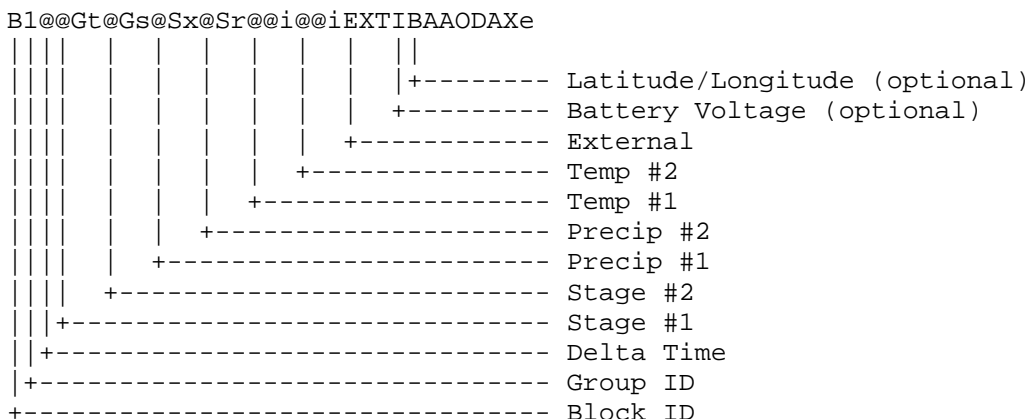 B1@@Gt@Gs@Sx@Sr@@i@@iEXTIBAAODAXe
||||  |  |  |  |  |  |  ||
||||  |  |  |  |  |  |  |+-------- Latitude/Longitude (optional)
||||  |  |  |  |  |  |  +--------- Battery Voltage (optional)
||||  |  |  |  |  |  +------------ External
||||  |  |  |  |  +--------------- Temp #2
||||  |  |  |  +------------------ Temp #1
||||  |  |  +--------------------- Precip #2
||||  |  +------------------------ Precip #1
||||  +--------------------------- Stage #2
|||+------------------------------ Stage #1
||+------------------------------- Delta Time
|+-------------------------------- Group ID
+--------------------------------- Block ID